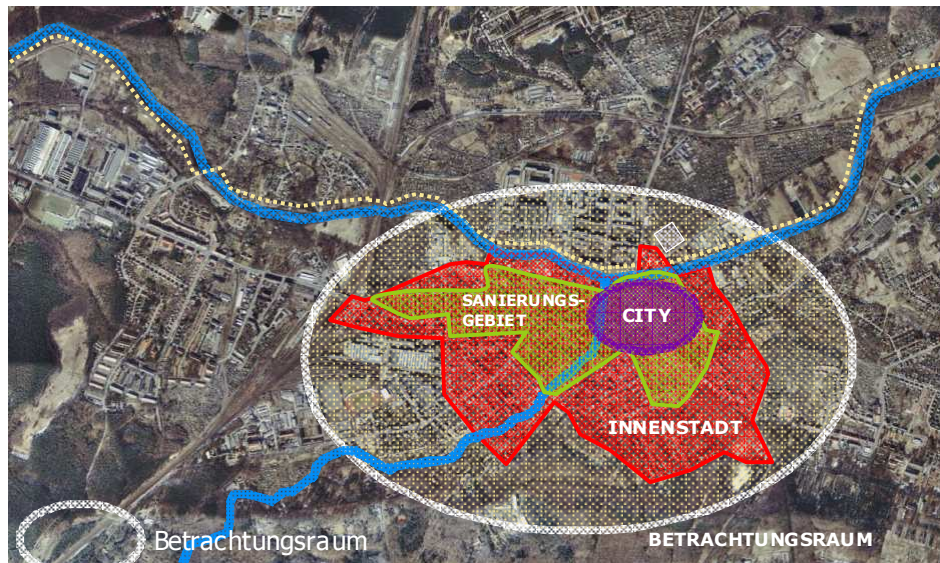 SANIERUNGS-
GEBIET
CITY
INNENSTADT
Betrachtungsraum
BETRACHTUNGSRAUM